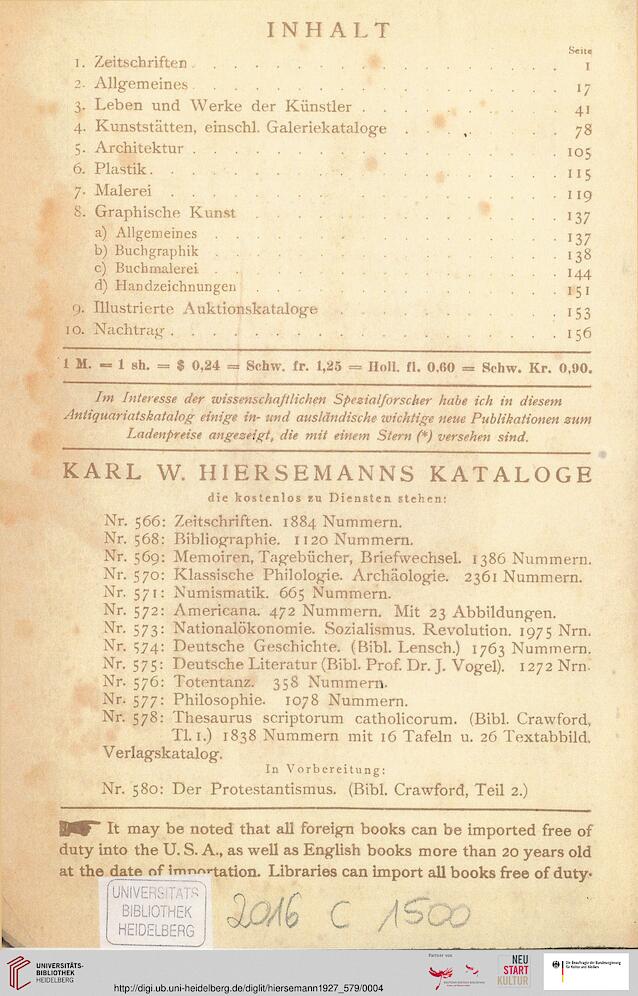 INHALT
Seite
1. Zeitschriften . . . 1
2. Allgemeines . . . 17
3. Leben und Werke der Künstler . . . 41
4. Kunststätten, einschl. Galeriekataloge . . . 78
5. Architektur . . . 105
6. Plastik . . . 115
7. Malerei . . . 119
8. Graphische Kunst . . . 137
a) Allgemeines . . . 137
b) Buchgraphik . . . 138
c) Buchmalerei . . . 144
d) Handzeichnungen . . . 151
9. Illustrierte Auktionskataloge . . . 153
10. Nachtrag . . . 156
1 M. = 1 sh. = $ 0,24 = Schw. fr. 1,25 = Holl. fl. 0.60 = Schw. Kr. 0,90.
Im Interesse der wissenschaftlichen Spezialforscher habe ich in diesem
Antiquariatskatalog einige in- und ausländische wichtige neue Publikationen zum
Ladenpreise angezeigt, die mit einem Stern (*) versehen sind.
KARL W. HIERSEMANNS KATALOGE
die kostenlos zu Diensten stehen:
Nr. 566: Zeitschriften. 1884 Nummern.
Nr. 568: Bibliographie. 1120 Nummern.
Nr. 569: Memoiren, Tagebücher, Briefwechsel. 1386 Nummern.
Nr. 570: Klassische Philologie. Archäologie. 2361 Nummern.
Nr. 571: Numismatik. 665 Nummern.
Nr. 572: Americana. 472 Nummern. Mit 23 Abbildungen.
Nr. 573: Nationalökonomie. Sozialismus. Revolution. 1975 Nrn.
Nr. 574: Deutsche Geschichte. (Bibl. Lensch.) 1763 Nummern.
Nr. 575: Deutsche Literatur (Bibl. Prof. Dr. J. Vogel). 1272 Nrn.
Nr. 576: Totentanz. 358 Nummern.
Nr. 577: Philosophie. 1078 Nummern.
Nr. 578: Thesaurus scriptorum catholicorum. (Bibl. Crawford,
Tl. 1.) 1838 Nummern mit 16 Tafeln u. 26 Textabbild.
Verlagskatalog.
In Vorbereitung:
Nr. 580: Der Protestantismus. (Bibl. Crawford, Teil 2.)
It may be noted that all foreign books can be imported free of
duty into the U. S. A., as well as English books more than 20 years old
at the date of importation. Libraries can import all books free of duty.
UNIVERSITÄTS
BIBLIOTHEK
HEIDELBERG
2016 C 1500
UNIVERSITÄTS-
BIBLIOTHEK
HEIDELBERG
http://digi.ub.uni-heidelberg.de/diglit/hiersemann1927_579/0004
Partner von
NEU
START
KULTUR
Die Beauftragte der Bundesregierung
für Kultur und Medien